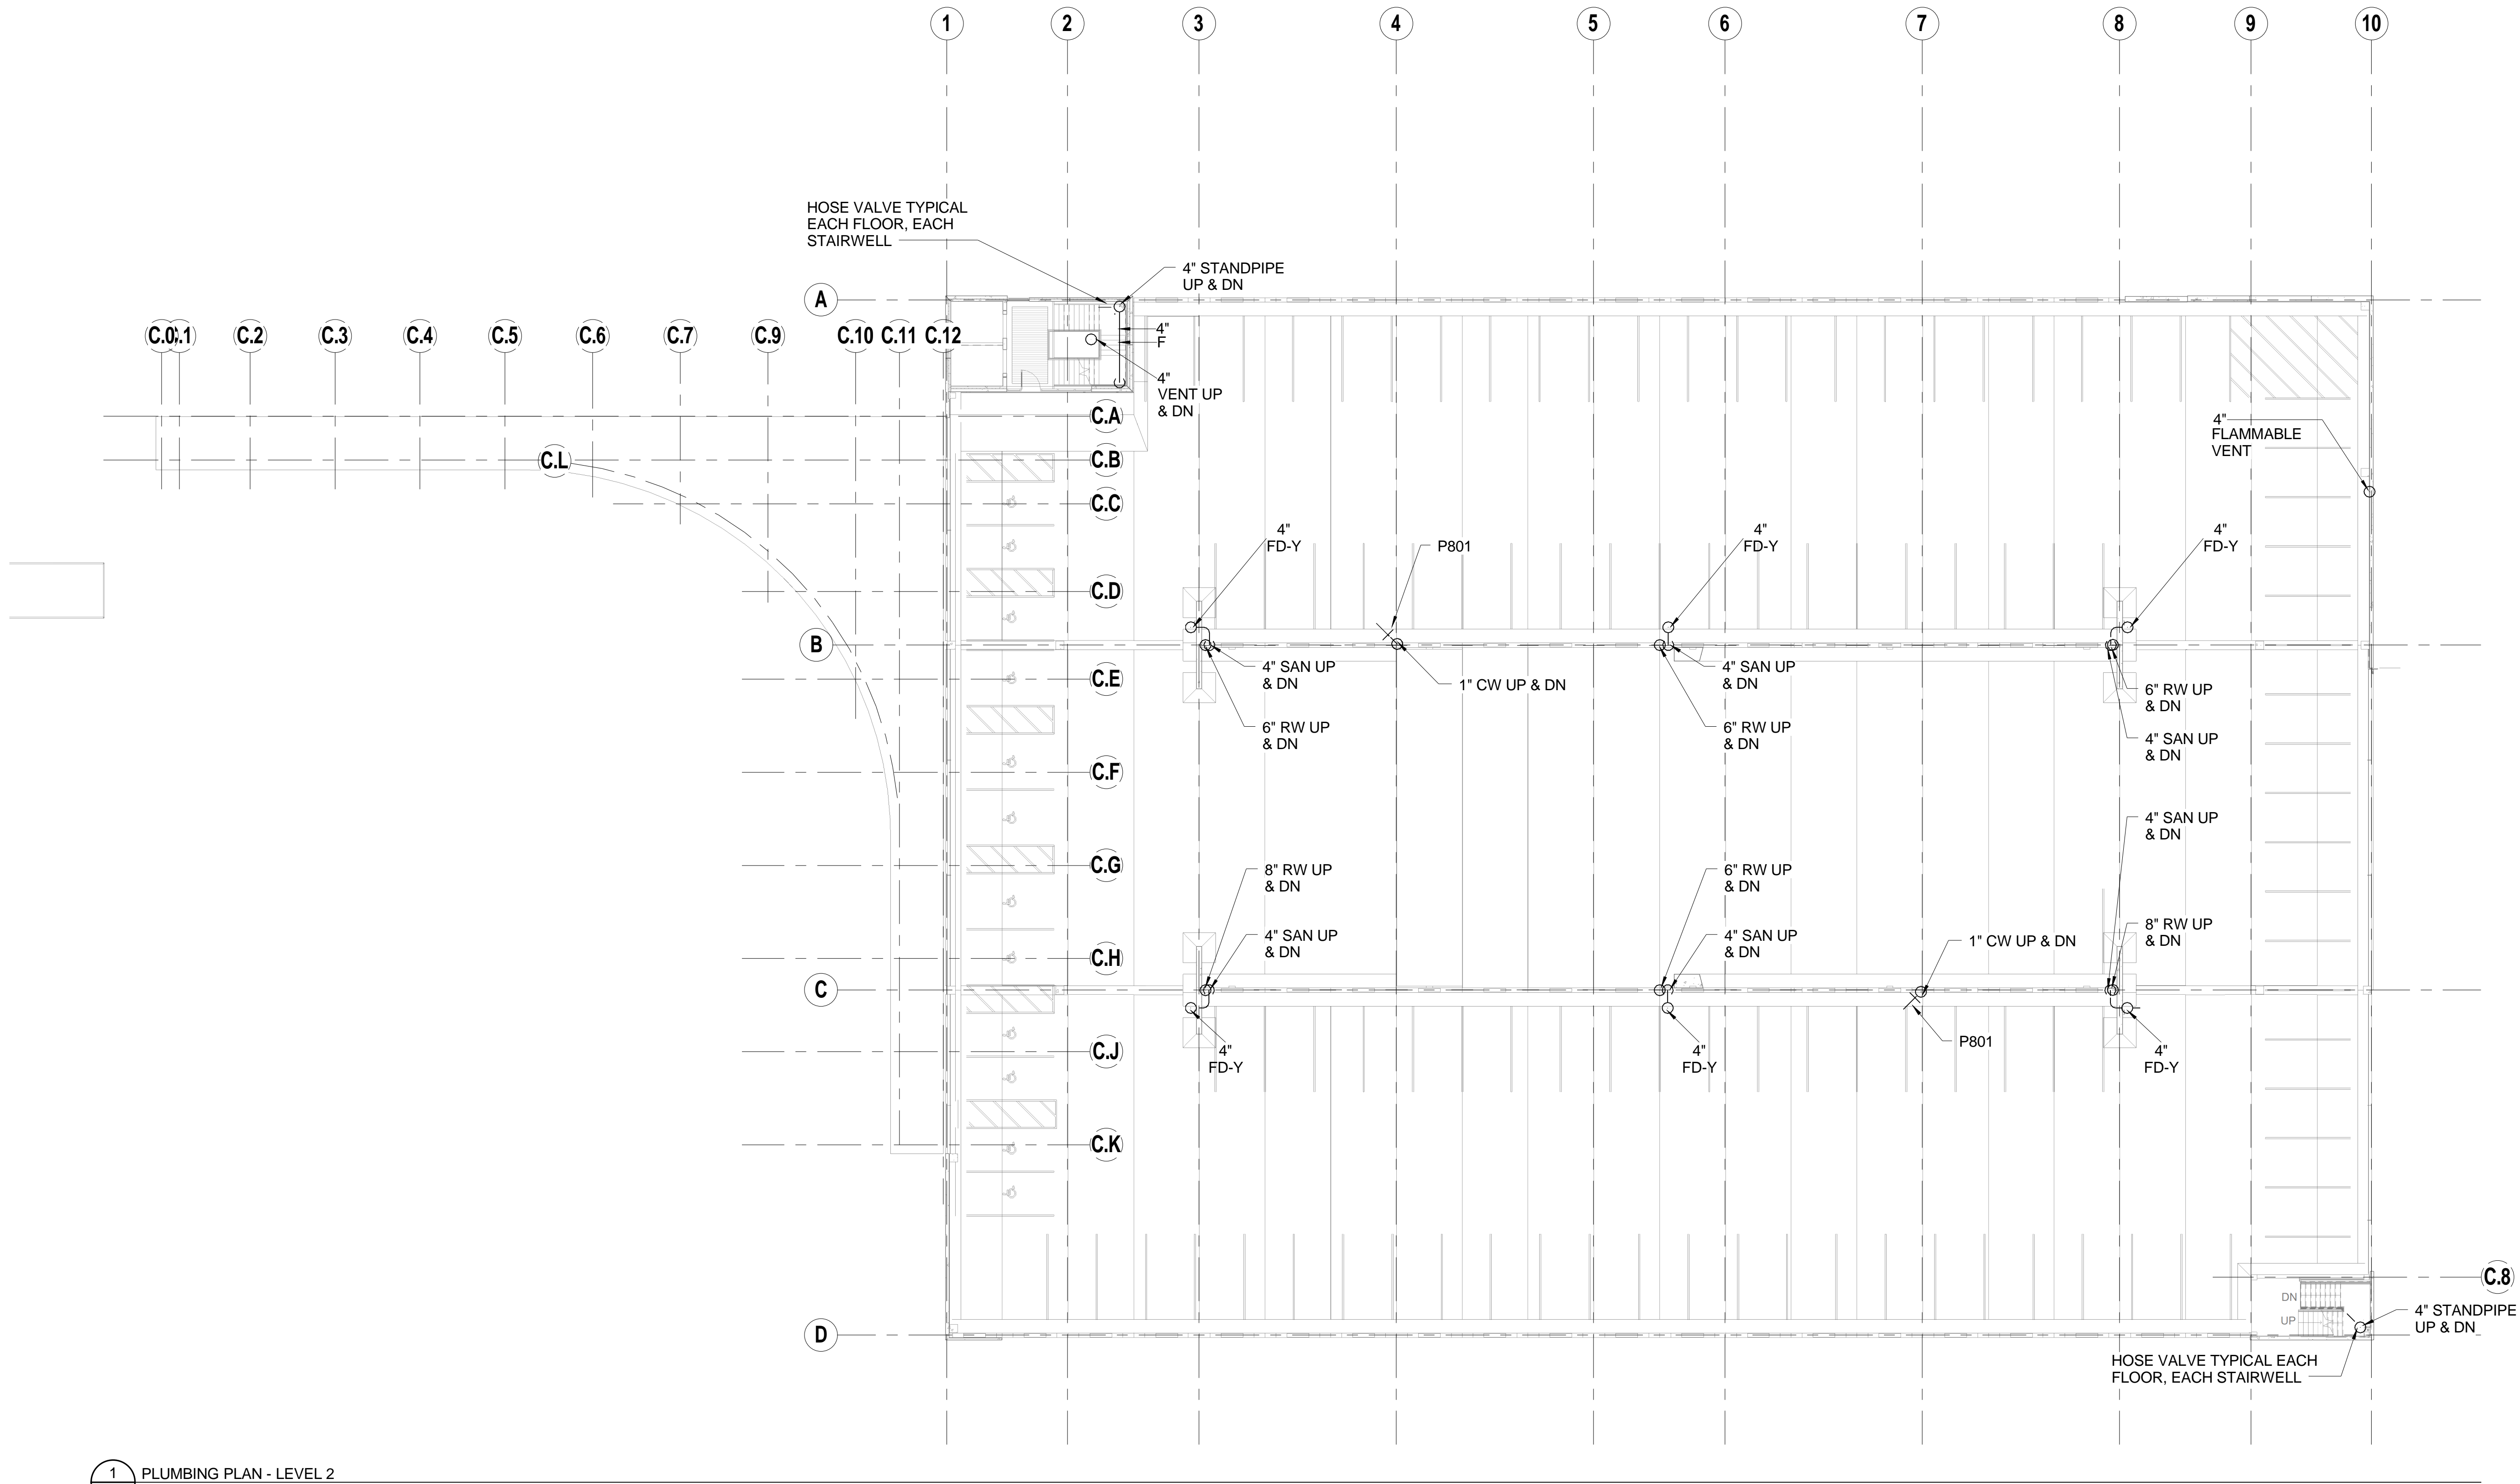 1
2
3
4
5
6
7
8
9
10
HOSE VALVE TYPICAL
EACH FLOOR, EACH
STAIRWELL
4" STANDPIPE
UP & DN
A
C.0
C.1
C.2
C.3
C.4
C.5
C.6
C.7
C.9
C.10
C.11
C.12
4"
F
4"
VENT UP
& DN
C.A
4"
FLAMMABLE
VENT
C.L
C.B
C.C
4"
FD-Y
P801
4"
FD-Y
4"
FD-Y
C.D
B
4" SAN UP
& DN
1" CW UP & DN
4" SAN UP
& DN
C.E
6" RW UP
& DN
6" RW UP
& DN
6" RW UP
& DN
4" SAN UP
& DN
C.F
4" SAN UP
& DN
C.G
8" RW UP
& DN
6" RW UP
& DN
4" SAN UP
& DN
4" SAN UP
& DN
1" CW UP & DN
8" RW UP
& DN
C.H
C
C.J
4"
FD-Y
4"
FD-Y
P801
4"
FD-Y
C.K
C.8
DN
UP
4" STANDPIPE
UP & DN
D
HOSE VALVE TYPICAL EACH
FLOOR, EACH STAIRWELL
1
PLUMBING PLAN - LEVEL 2